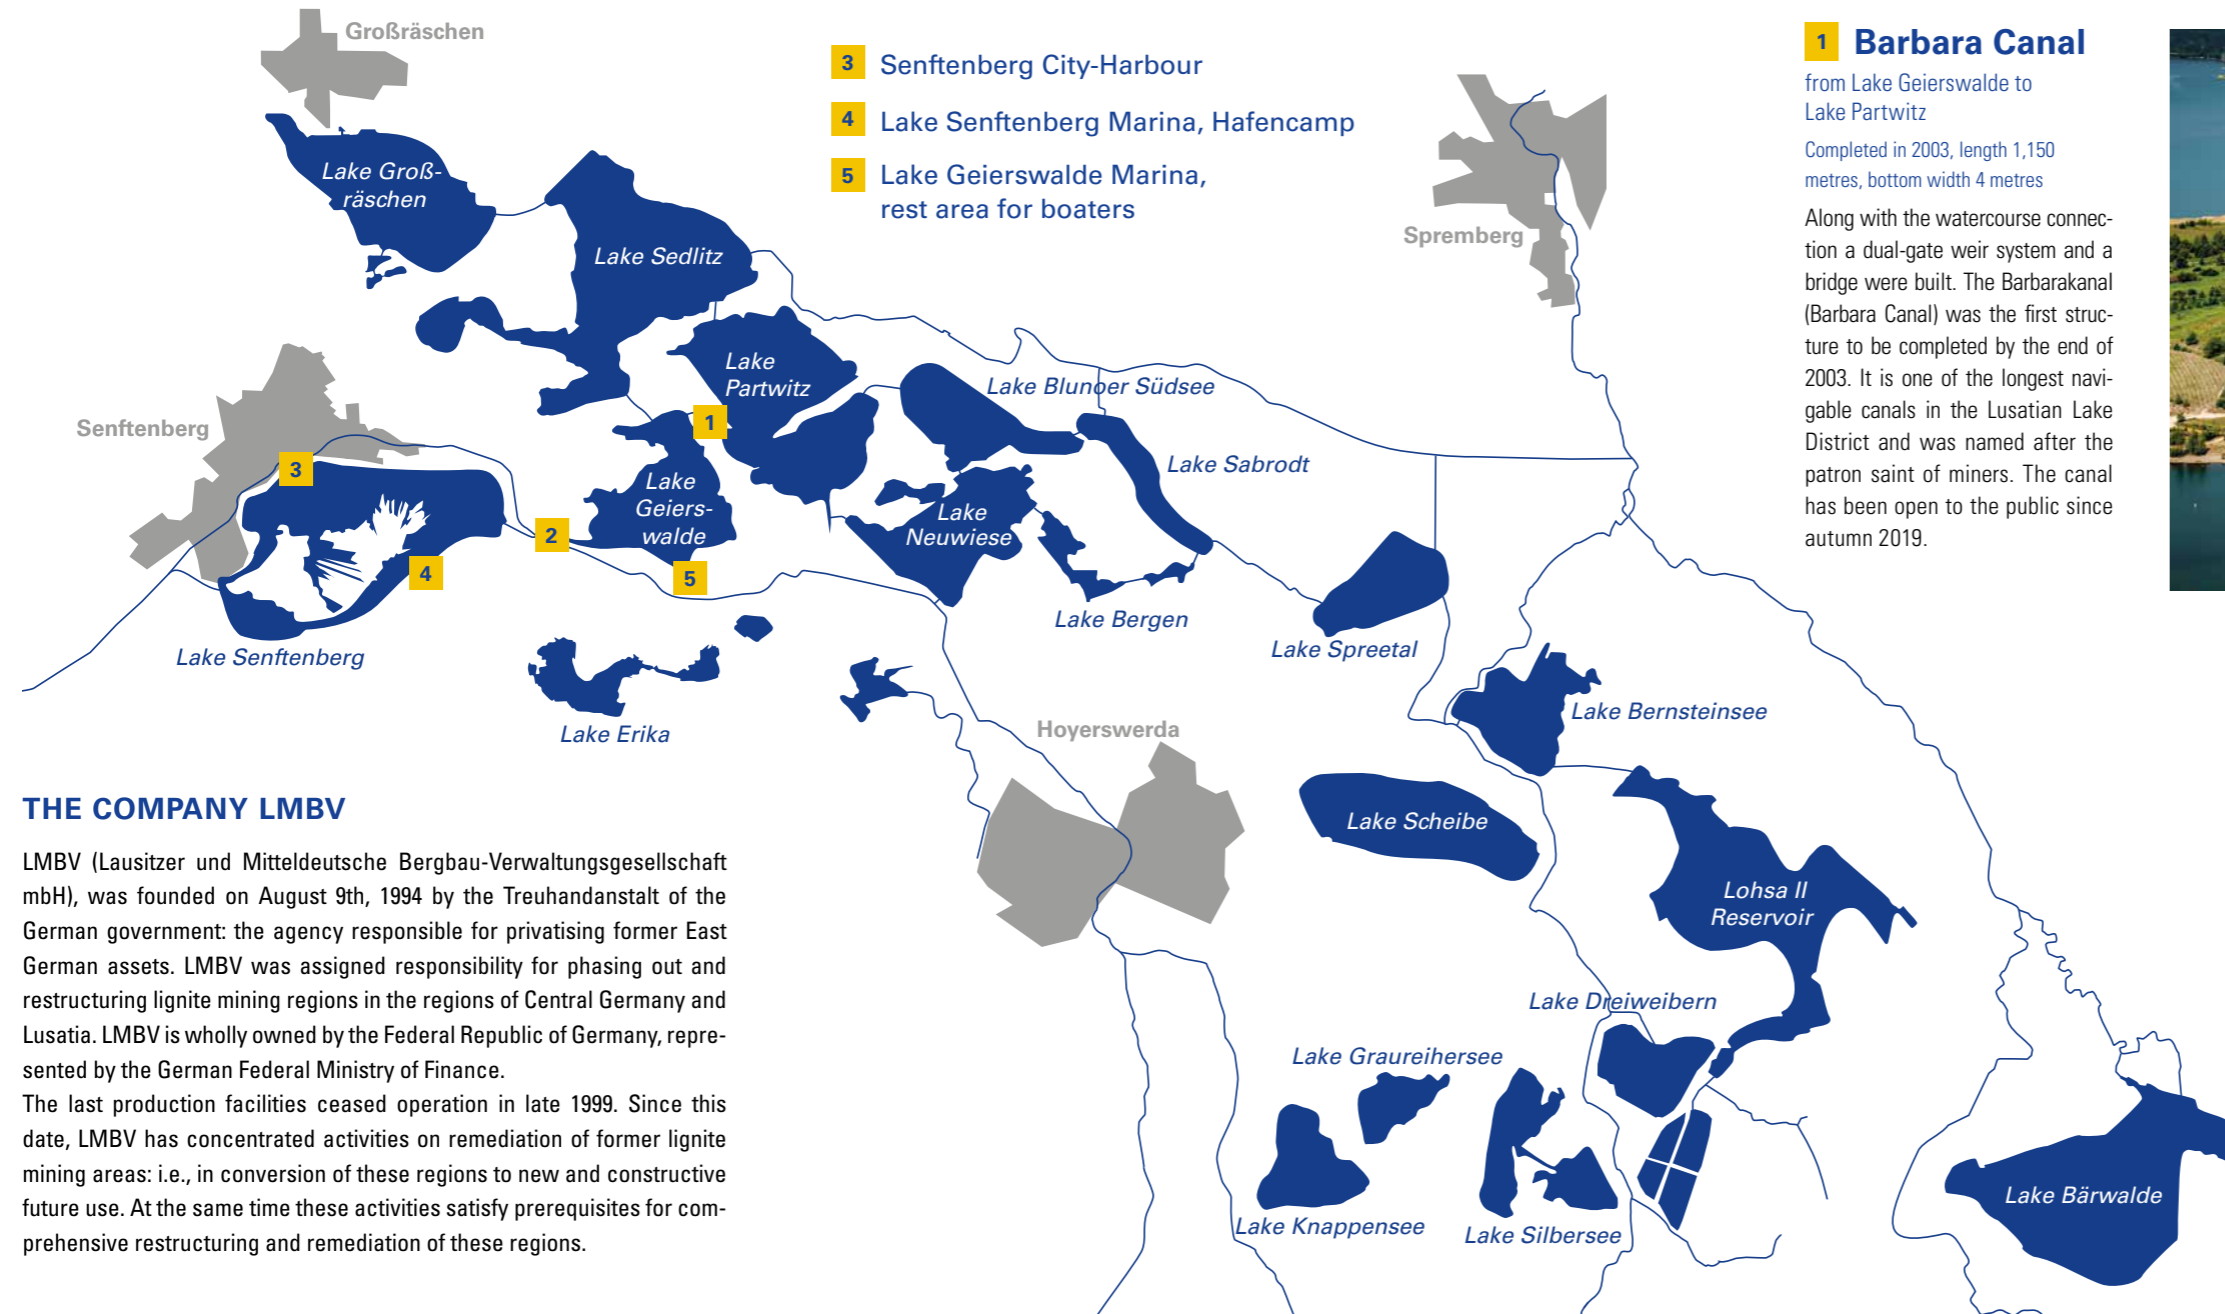 Großräschen
3 Senftenberg City-Harbour
4 Lake Senftenberg Marina, Hafencamp
5 Lake Geierswalde Marina,
rest area for boaters
Lake Groß-
räschen
Lake Sedlitz
Spremberg
Lake
Partwitz
Lake Blunoer Südsee
Senftenberg
1
3
Lake
Geiers-
walde
Lake Sabrodt
Lake
Neuwiese
2
4
5
Lake Bergen
Lake Spreetal
Lake Senftenberg
Lake Erika
Hoyerswerda
Lake Bernsteinsee
Lake Scheibe
Lohsa II
Reservoir
Lake Dreiweibern
Lake Graureihersee
Lake Knappensee
Lake Silbersee
Lake Bärwalde
1 Barbara Canal
from Lake Geierswalde to
Lake Partwitz
Completed in 2003, length 1,150
metres, bottom width 4 metres
Along with the watercourse connec-
tion a dual-gate weir system and a
bridge were built. The Barbarakanal
(Barbara Canal) was the first struc-
ture to be completed by the end of
2003. It is one of the longest navi-
gable canals in the Lusatian Lake
District and was named after the
patron saint of miners. The canal
has been open to the public since
autumn 2019.
THE COMPANY LMBV
LMBV (Lausitzer und Mitteldeutsche Bergbau-Verwaltungsgesellschaft
mbH), was founded on August 9th, 1994 by the Treuhandanstalt of the
German government: the agency responsible for privatising former East
German assets. LMBV was assigned responsibility for phasing out and
restructuring lignite mining regions in the regions of Central Germany and
Lusatia. LMBV is wholly owned by the Federal Republic of Germany, repre-
sented by the German Federal Ministry of Finance.
The last production facilities ceased operation in late 1999. Since this
date, LMBV has concentrated activities on remediation of former lignite
mining areas: i.e., in conversion of these regions to new and constructive
future use. At the same time these activities satisfy prerequisites for com-
prehensive restructuring and remediation of these regions.